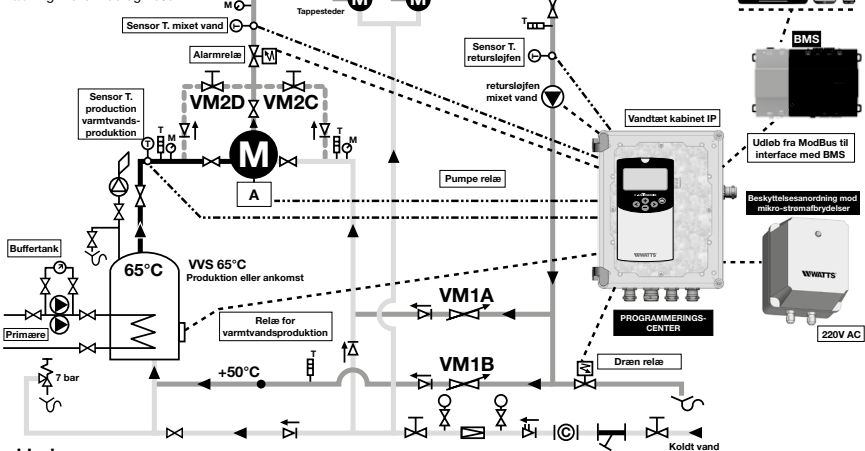 M
Tappesteder
M
M
Sensor T. mixet vand
T
Alarmrelæ
VM2D
VM2C
Sensor T.
production
varmtvands-
produktion
T
T
M
M
A
T
M
T
Sensor T.
retursløjfen
T
retursløjfen
mixet vand
Vandtæt kabinet IP
BMS
Udløb fra ModBus til
interface med BMS
Pumpe relæ
Beskyttelsesanordning mod
mikro-strømafbrydelser
WATTS
WATTS
220V AC
Buffertank
65°C
VVS 65°C
Produktion eller ankomst
Primære
Relæ for
varmtvandsproduktion
VM1A
PROGRAMMERINGS-
CENTER
7 bar
T
+50°C
VM1B
Dræn relæ
C
Koldt vand